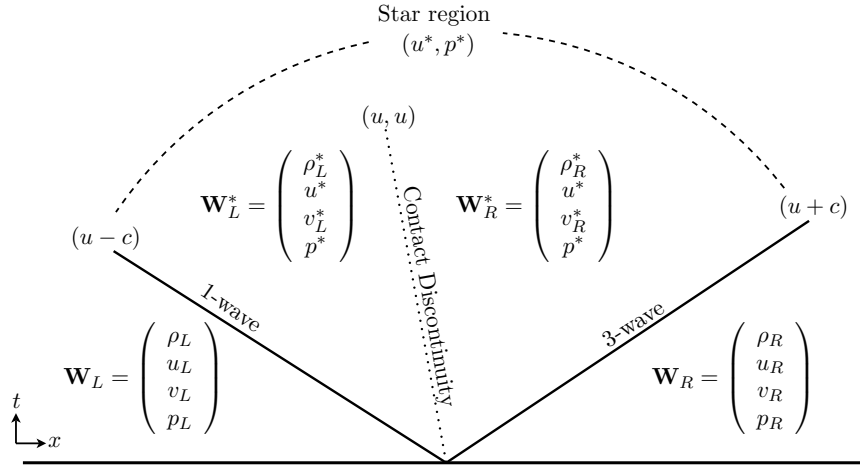 Star region
(u*, p*)
(u, u)
W*_L = ( ρ*_L
u*
v*_L
p* )
W*_R = ( ρ*_R
u*
v*_R
p* )
(u − c)
(u + c)
1-wave
Contact Discontinuity
3-wave
W_L = ( ρ_L
u_L
v_L
p_L )
W_R = ( ρ_R
u_R
v_R
p_R )
t
x